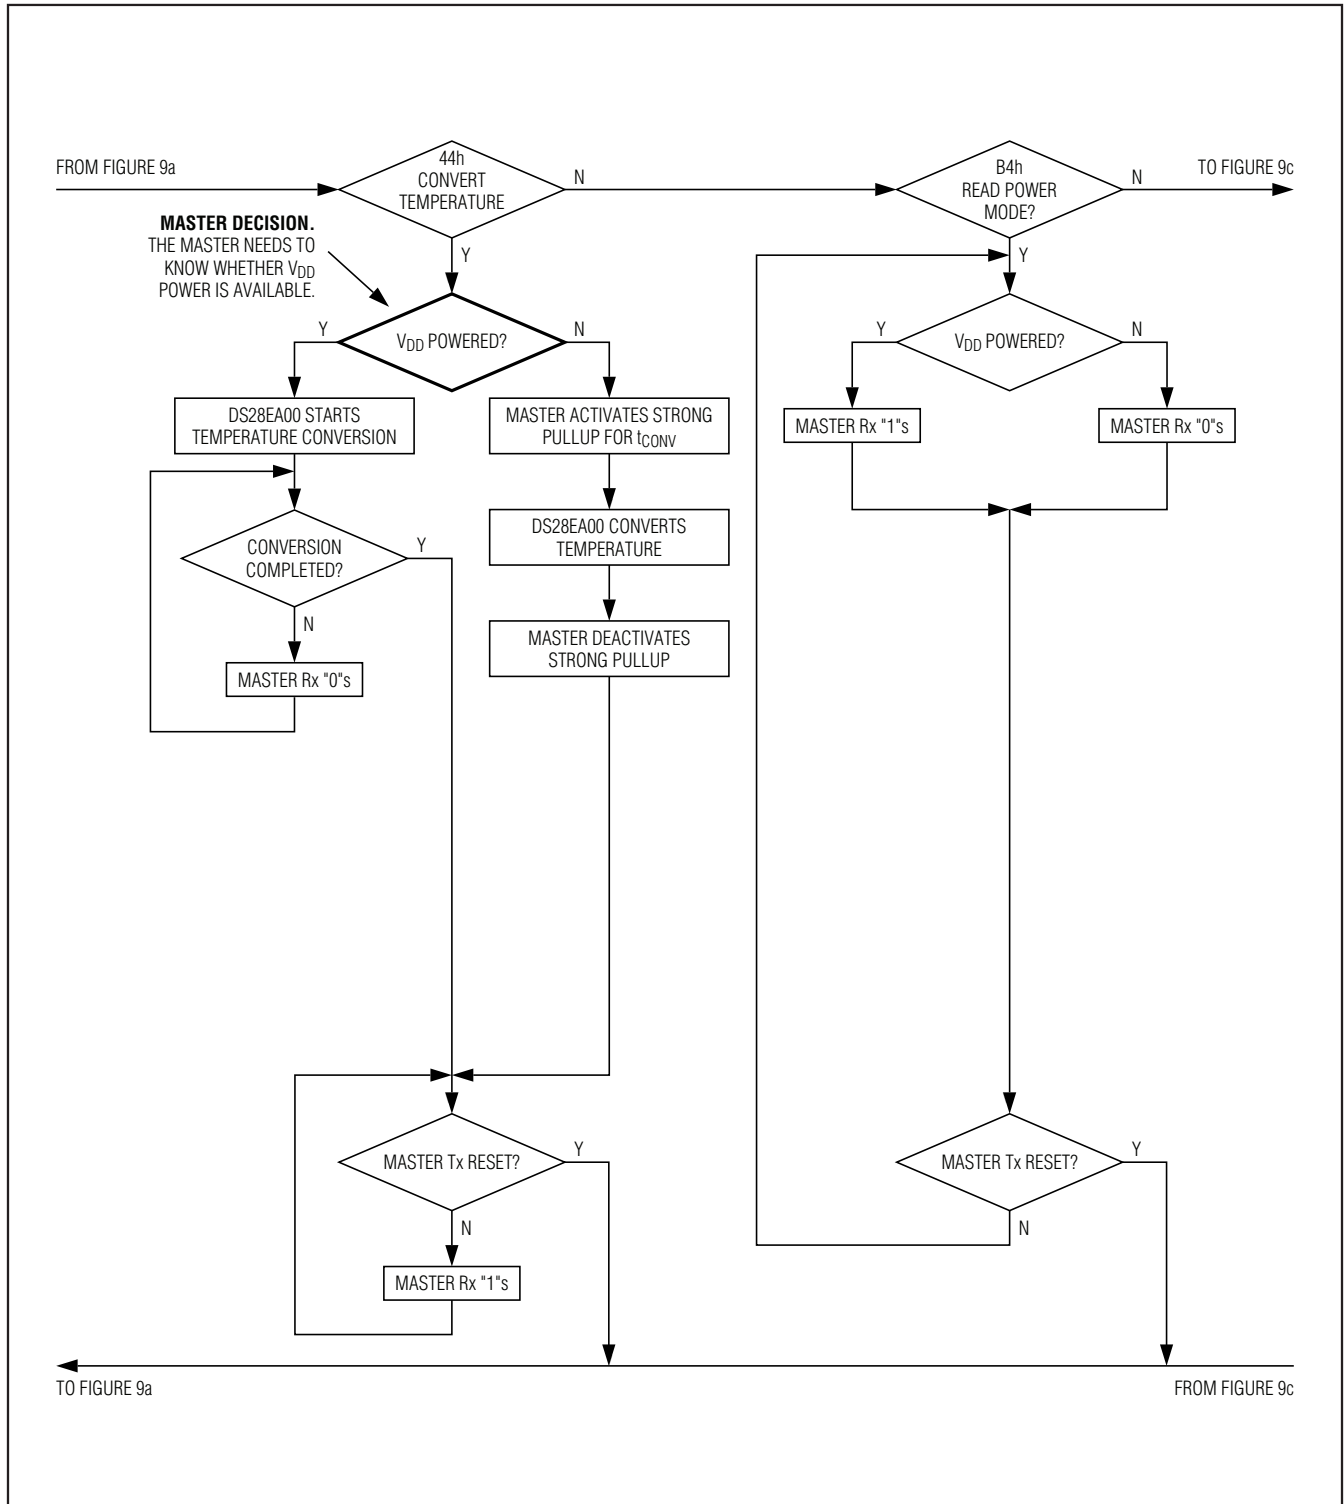 FROM FIGURE 9a
44h
CONVERT
TEMPERATURE
N
B4h
READ POWER
MODE?
N
TO FIGURE 9c
MASTER DECISION.
THE MASTER NEEDS TO
KNOW WHETHER VDD
POWER IS AVAILABLE.
Y
Y
Y
VDD POWERED?
N
Y
VDD POWERED?
N
DS28EA00 STARTS
TEMPERATURE CONVERSION
MASTER ACTIVATES STRONG
PULLUP FOR tCONV
MASTER Rx "1"s
MASTER Rx "0"s
CONVERSION
COMPLETED?
Y
DS28EA00 CONVERTS
TEMPERATURE
N
MASTER DEACTIVATES
STRONG PULLUP
MASTER Rx "0"s
MASTER Tx RESET?
Y
MASTER Tx RESET?
Y
N
N
MASTER Rx "1"s
TO FIGURE 9a
FROM FIGURE 9c